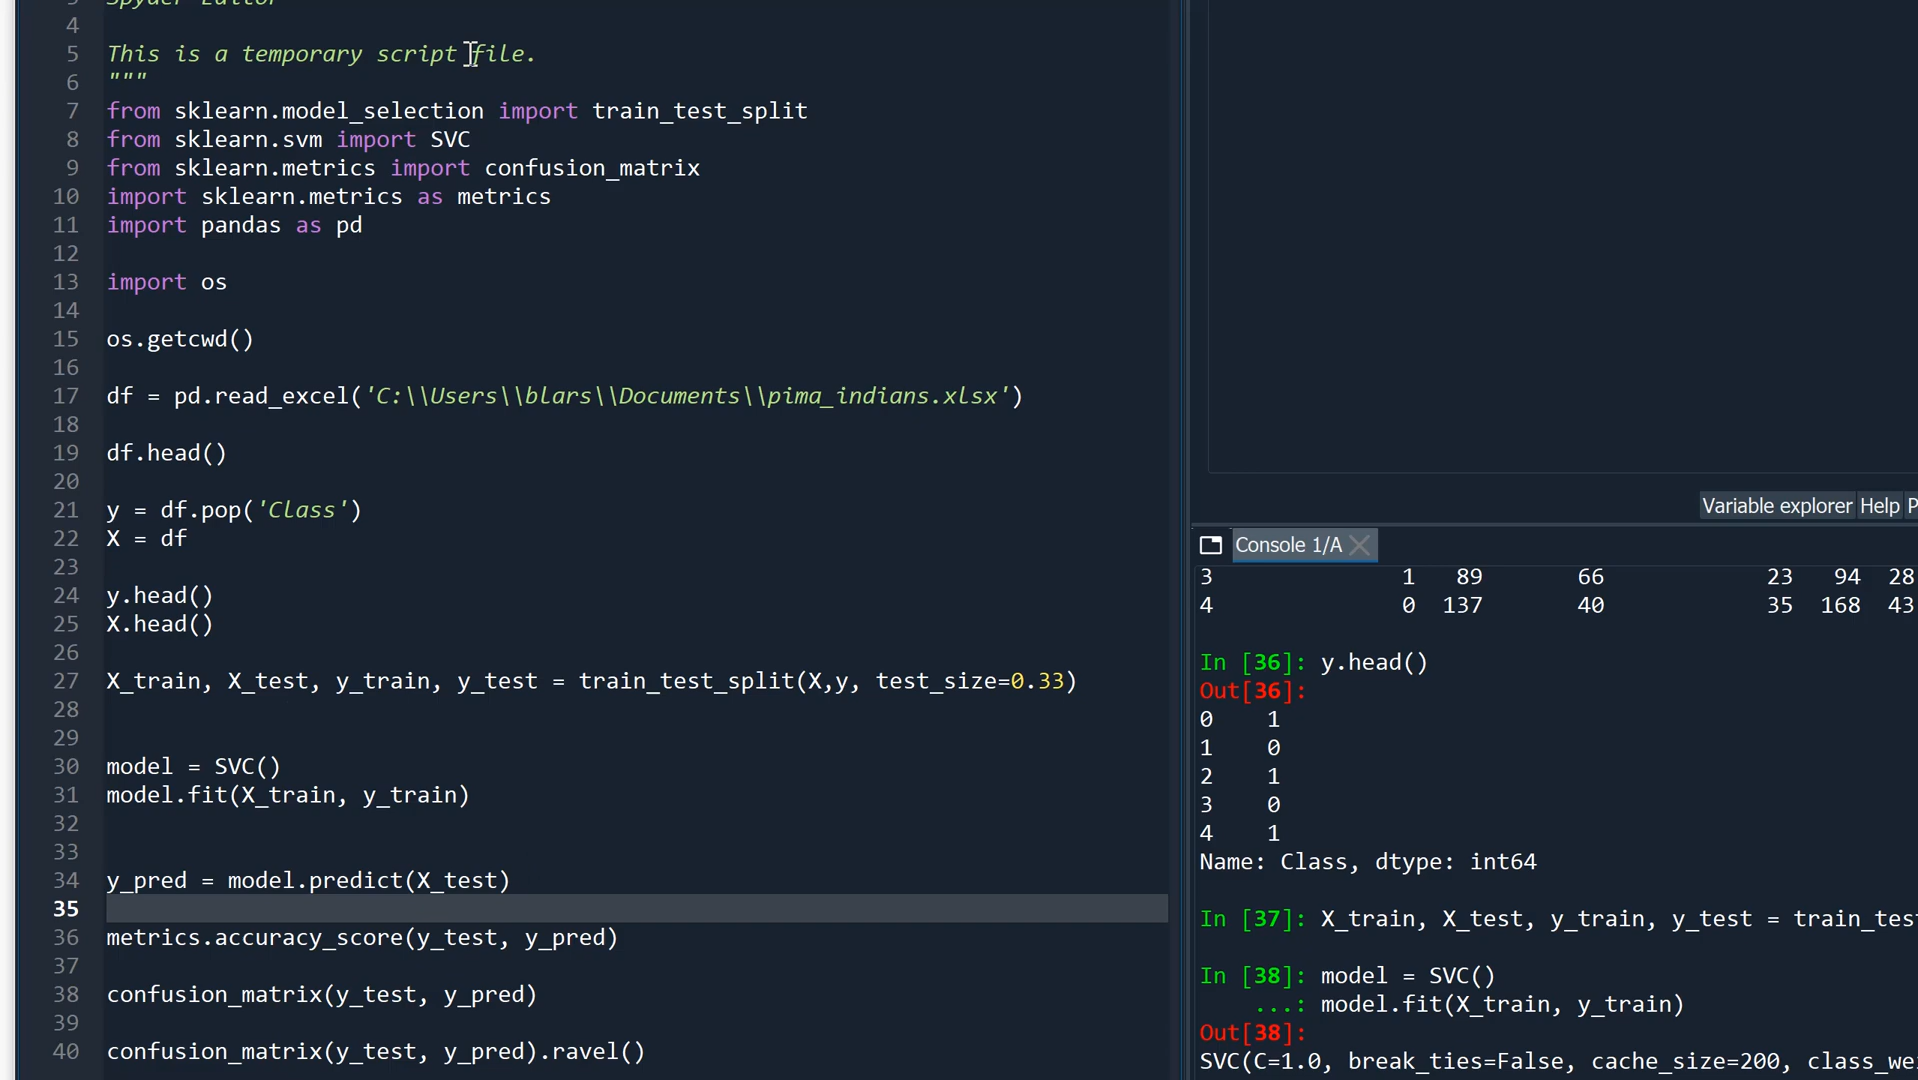 4
5 This is a temporary script file.
6 """
7 from sklearn.model_selection import train_test_split
8 from sklearn.svm import SVC
9 from sklearn.metrics import confusion_matrix
10 import sklearn.metrics as metrics
11 import pandas as pd
12
13 import os
14
15 os.getcwd()
16
17 df = pd.read_excel('C:\\Users\\blars\\Documents\\pima_indians.xlsx')
18
19 df.head()
20
21 y = df.pop('Class')
22 X = df
23
24 y.head()
25 X.head()
26
27 X_train, X_test, y_train, y_test = train_test_split(X,y, test_size=0.33)
28
29
30 model = SVC()
31 model.fit(X_train, y_train)
32
33
34 y_pred = model.predict(X_test)
35
36 metrics.accuracy_score(y_test, y_pred)
37
38 confusion_matrix(y_test, y_pred)
39
40 confusion_matrix(y_test, y_pred).ravel()
Variable explorer Help P
Console 1/A
3 1 89 66 23 94 28
4 0 137 40 35 168 43
In [36]: y.head()
Out[36]:
0 1
1 0
2 1
3 0
4 1
Name: Class, dtype: int64
In [37]: X_train, X_test, y_train, y_test = train_test
In [38]: model = SVC()
...: model.fit(X_train, y_train)
Out[38]:
SVC(C=1.0, break_ties=False, cache_size=200, class_we